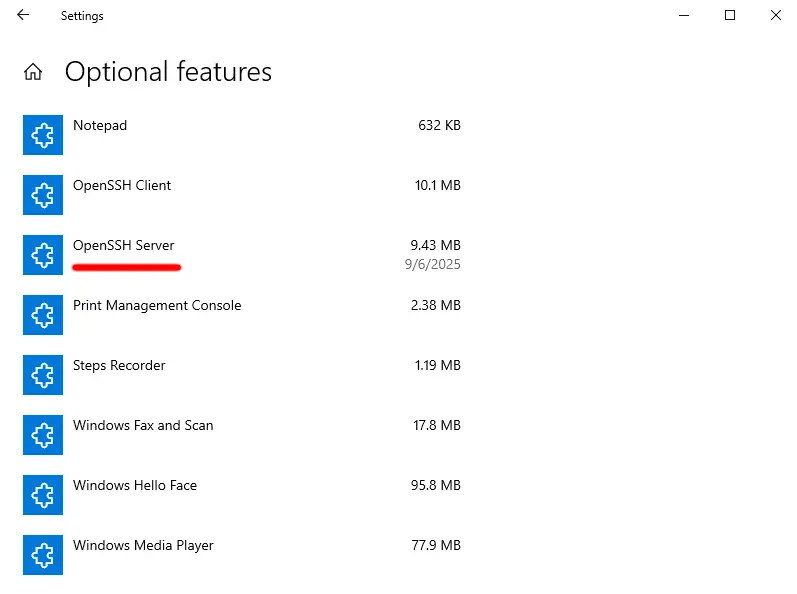 Settings
Optional features
Notepad 632 KB
OpenSSH Client 10.1 MB
OpenSSH Server 9.43 MB
9/6/2025
Print Management Console 2.38 MB
Steps Recorder 1.19 MB
Windows Fax and Scan 17.8 MB
Windows Hello Face 95.8 MB
Windows Media Player 77.9 MB